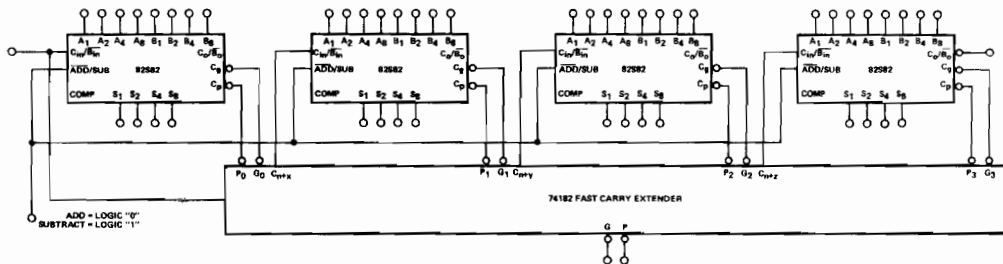 A1 A2 A4 A8 B1 B2 B4 B8
Cin/Bin Co/Bo
ADD/SUB 82S82 Cg
Cp
COMP S1 S2 S4 S8
A1 A2 A4 A8 B1 B2 B4 B8
Cin/Bin Co/Bo
ADD/SUB 82S82 Cg
Cp
COMP S1 S2 S4 S8
A1 A2 A4 A8 B1 B2 B4 B8
Cin/Bin Co/Bo
ADD/SUB 82S82 Cg
Cp
COMP S1 S2 S4 S8
A1 A2 A4 A8 B1 B2 B4 B8
Cin/Bin Co/Bo
ADD/SUB 82S82 Cg
Cp
COMP S1 S2 S4 S8
P0 G0 Cn+x P1 G1 Cn+y P2 G2 Cn+z P3 G3
74182 FAST CARRY EXTENDER
ADD = LOGIC "0"
SUBTRACT = LOGIC "1"
G P